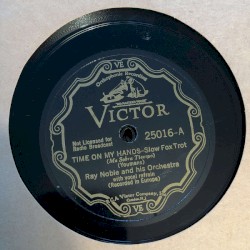 VE
Orthophonic Recording
VICTOR
Not Licensed for
Radio Broadcast
25016-A
TIME ON MY HANDS-Slow Fox Trot
(Youmans)
Ray Noble and his Orchestra
with vocal refrain
(Recorded in Europe)
VE